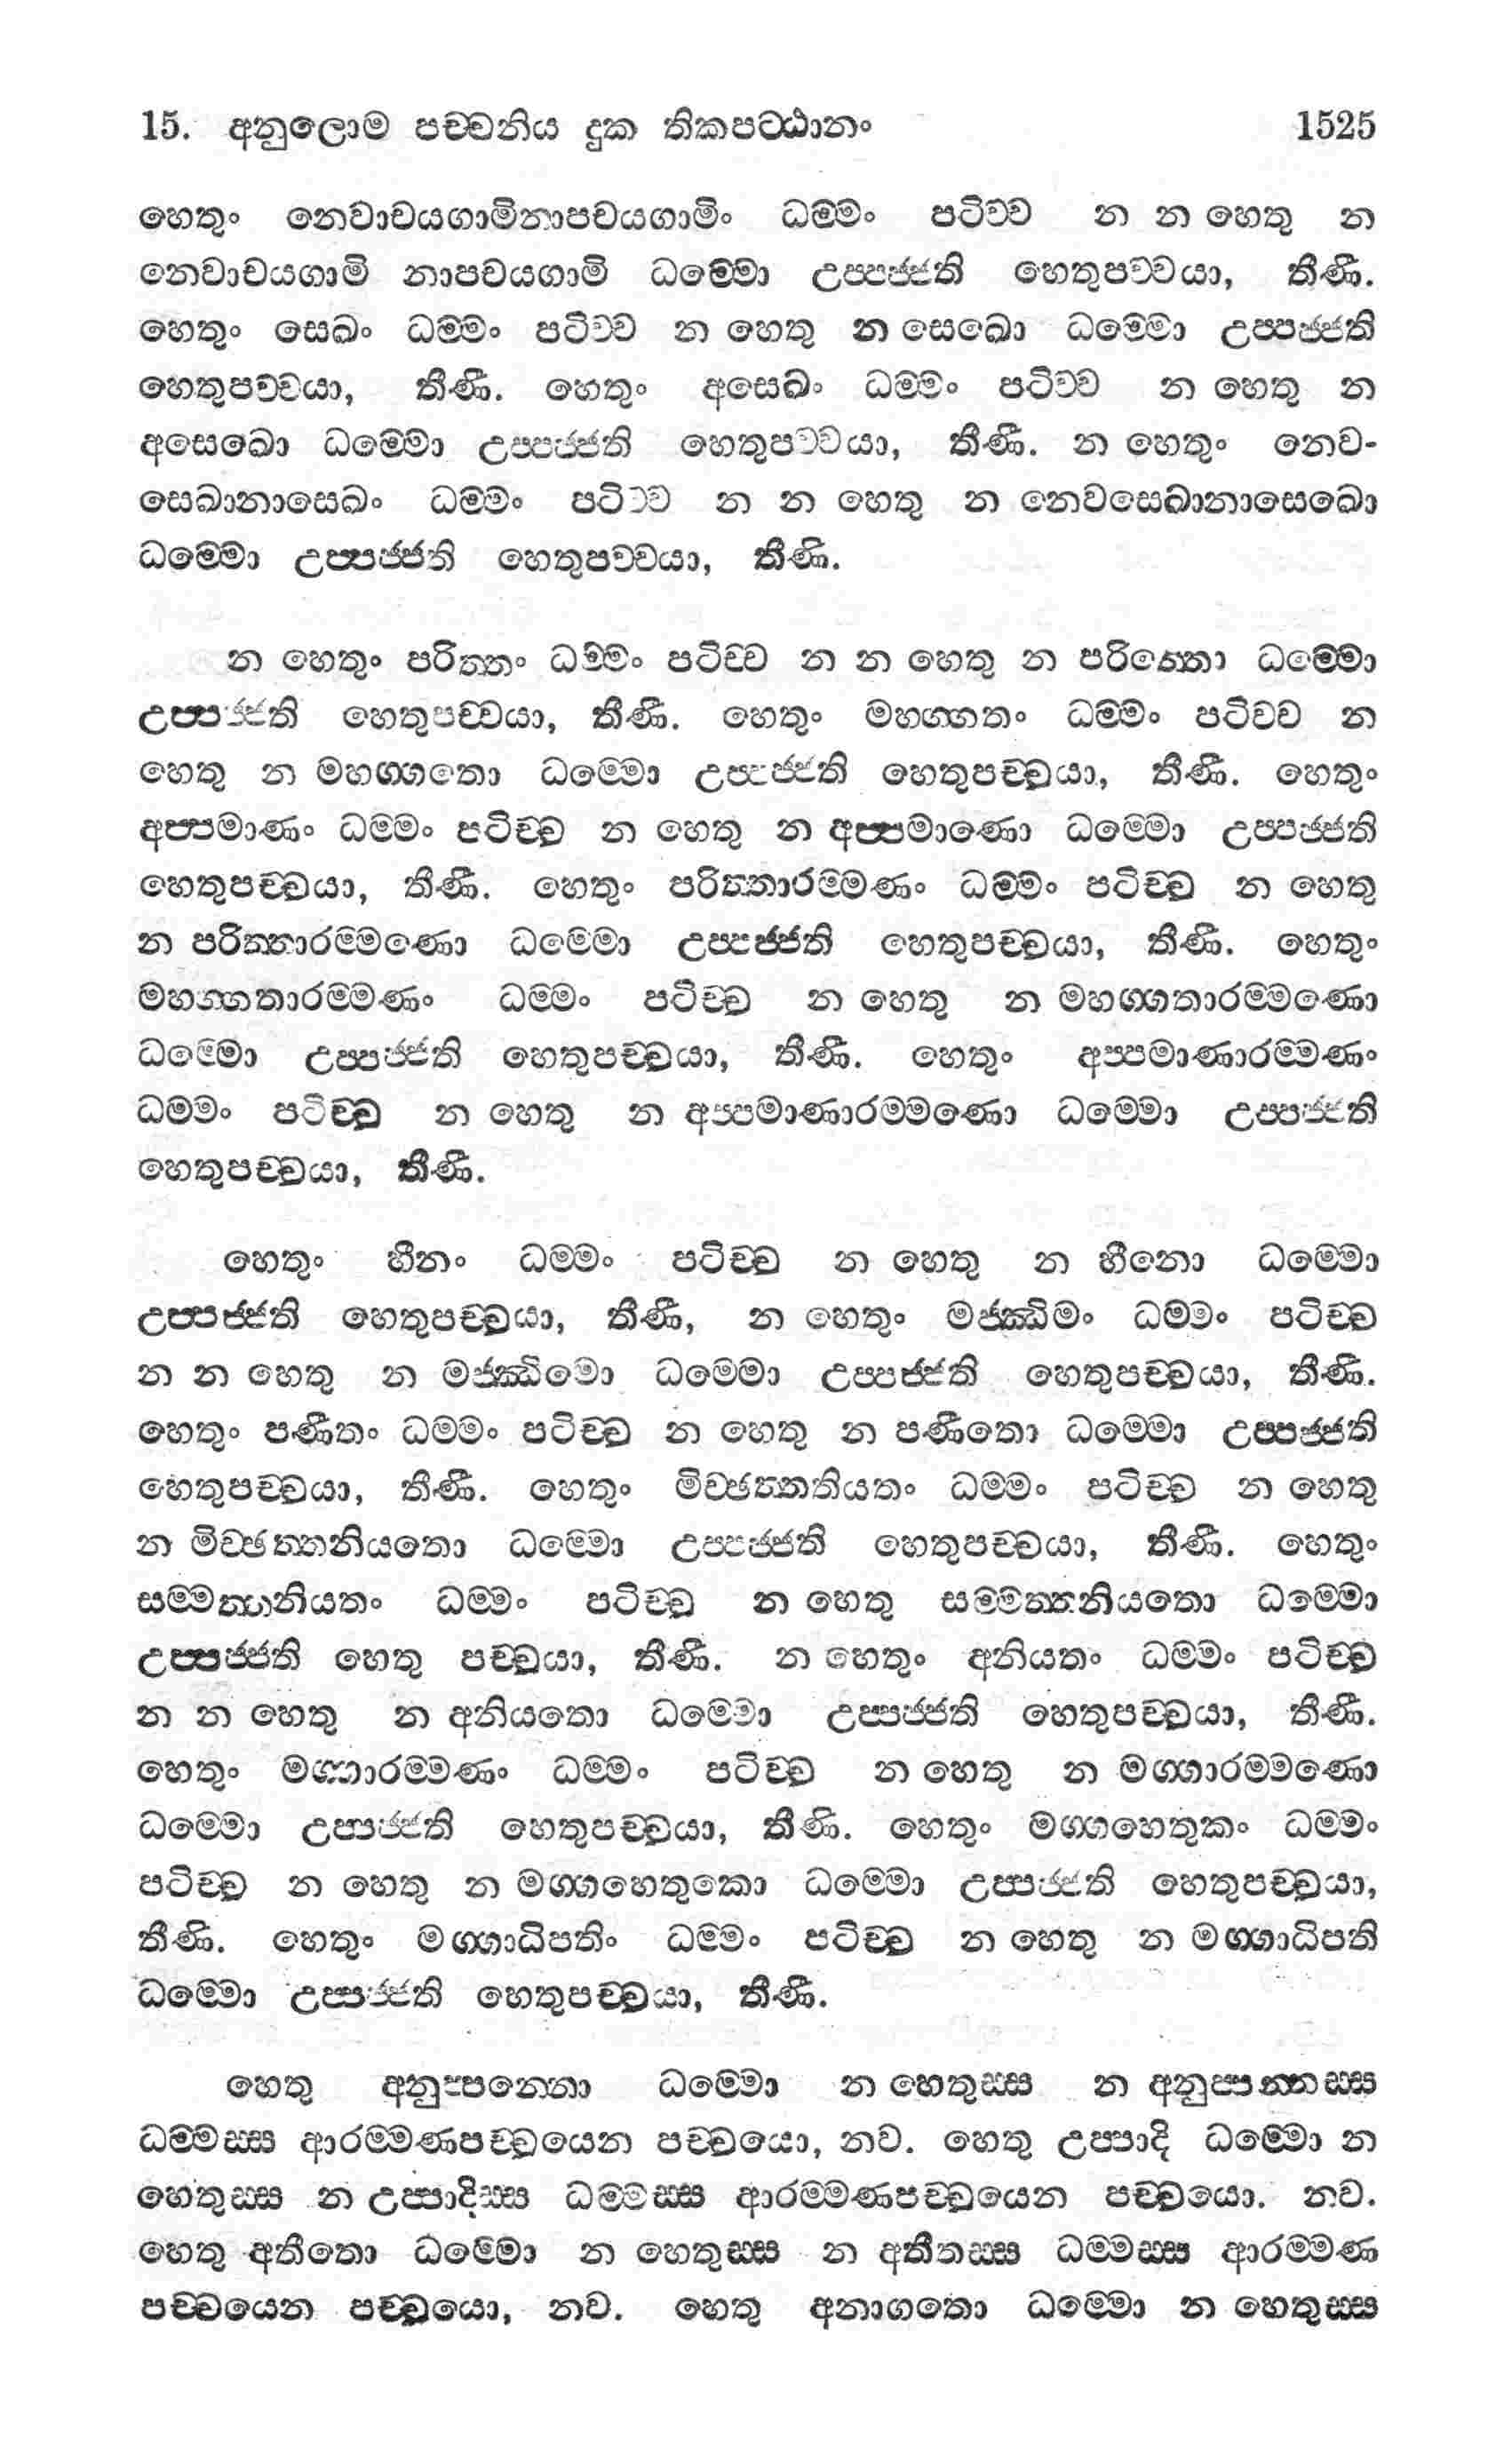 15. අනුලොම පච්චනිය දුක තිකපට්ඨානං 1525
හෙතුං නෙවාචයගාමිනාපචයගාමිං ධම්මං පටිච්ච න න හෙතු න
නෙවාචයගාමි නාපචයගාමි ධම්මො උප්පජ්ජති හෙතුපච්චයා, තීණී.
හෙතුං සෙඛං ධම්මං පටිච්ච න හෙතු න සෙඛො ධම්මො උප්පජ්ජති
හෙතුපච්චයා, තීණී. හෙතුං අසෙඛං ධම්මං පටිච්ච න හෙතු න
අසෙඛො ධම්මො උප්පජ්ජති හෙතුපච්චයා, තීණී. න හෙතුං නෙව-
සෙඛානාසෙඛං ධම්මං පටිච්ච න න හෙතු න නෙවසෙඛානාසෙඛො
ධම්මො උප්පජ්ජති හෙතුපච්චයා, තීණි.
න හෙතුං පරිත්තං ධම්මං පටිච්ච න න හෙතු න පරිත්තො ධම්මො
උප්පජ්ජති හෙතුපච්චයා, තීණී. හෙතුං මහග්ගතං ධම්මං පටිච්ච න
හෙතු න මහග්ගතො ධම්මො උප්පජ්ජති හෙතුපච්චයා, තීණී. හෙතුං
අප්පමාණං ධම්මං පටිච්ච න හෙතු න අප්පමාණො ධම්මො උප්පජ්ජති
හෙතුපච්චයා, තීණී. හෙතුං පරිත්තාරම්මණං ධම්මං පටිච්ච න හෙතු
න පරිත්තාරම්මණො ධම්මො උප්පජ්ජති හෙතුපච්චයා, තීණී. හෙතුං
මහග්ගතාරම්මණං ධම්මං පටිච්ච න හෙතු න මහග්ගතාරම්මණො
ධම්මො උප්පජ්ජති හෙතුපච්චයා, තීණී. හෙතුං අප්පමාණාරම්මණං
ධම්මං පටිච්ච න හෙතු න අප්පමාණාරම්මණො ධම්මො උප්පජ්ජති
හෙතුපච්චයා, තීණී.
හෙතුං හීනං ධම්මං පටිච්ච න හෙතු න හීනො ධම්මො
උප්පජ්ජති හෙතුපච්චයා, තීණී, න හෙතුං මජ්ඣිමං ධම්මං පටිච්ච
න න හෙතු න මජ්ඣිමො ධම්මො උප්පජ්ජති හෙතුපච්චයා, තීණී.
හෙතුං පණීතං ධම්මං පටිච්ච න හෙතු න පණීතො ධම්මො උප්පජ්ජති
හෙතුපච්චයා, තීණී. හෙතුං මිච්ඡත්තතියතං ධම්මං පටිච්ච න හෙතු
න මිච්ඡත්තනියතො ධම්මො උප්පජ්ජති හෙතුපච්චයා, තීණී. හෙතුං
සම්මත්තනියතං ධම්මං පටිච්ච න හෙතු සම්මත්තනියතො ධම්මො
උප්පජ්ජති හෙතු පච්චයා, තීණී. න හෙතුං අනියතං ධම්මං පටිච්ච
න න හෙතු න අනියතො ධම්මො උප්පජ්ජති හෙතුපච්චයා, තීණී.
හෙතුං මග්ගාරම්මණං ධම්මං පටිච්ච න හෙතු න මග්ගාරම්මණො
ධම්මො උප්පජ්ජති හෙතුපච්චයා, තීණි. හෙතුං මග්ගහෙතුකං ධම්මං
පටිච්ච න හෙතු න මග්ගහෙතුකො ධම්මො උප්පජ්ජති හෙතුපච්චයා,
තීණි. හෙතුං මග්ගාධිපතිං ධම්මං පටිච්ච න හෙතු න මග්ගාධිපති
ධම්මො උප්පජ්ජති හෙතුපච්චයා, තීණී.
හෙතු අනුප්පන්නො ධම්මො න හෙතුස්ස න අනුප්පන්නස්ස
ධම්මස්ස ආරම්මණපච්චයෙන පච්චයො, නව. හෙතු උප්පාදි ධම්මො න
හෙතුස්ස න උප්පාදිස්ස ධම්මස්ස ආරම්මණපච්චයෙන පච්චයො. නව.
හෙතු අතීතො ධම්මො න හෙතුස්ස න අතීතස්ස ධම්මස්ස ආරම්මණ
පච්චයෙන පච්චයො, නව. හෙතු අනාගතො ධම්මො න හෙතුස්ස